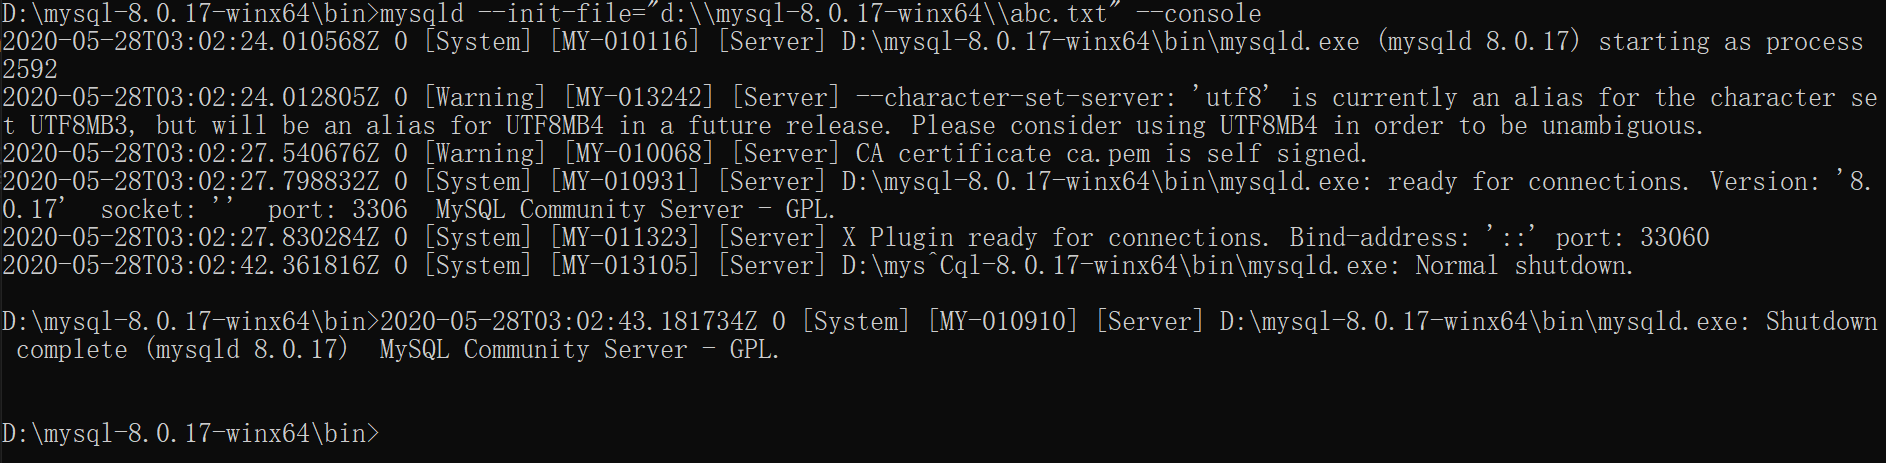 D:\mysql-8.0.17-winx64\bin>mysqld --init-file="d:\\mysql-8.0.17-winx64\\abc.txt" --console
2020-05-28T03:02:24.010568Z 0 [System] [MY-010116] [Server] D:\mysql-8.0.17-winx64\bin\mysqld.exe (mysqld 8.0.17) starting as process
2592
2020-05-28T03:02:24.012805Z 0 [Warning] [MY-013242] [Server] --character-set-server: 'utf8' is currently an alias for the character se
t UTF8MB3, but will be an alias for UTF8MB4 in a future release. Please consider using UTF8MB4 in order to be unambiguous.
2020-05-28T03:02:27.540676Z 0 [Warning] [MY-010068] [Server] CA certificate ca.pem is self signed.
2020-05-28T03:02:27.798832Z 0 [System] [MY-010931] [Server] D:\mysql-8.0.17-winx64\bin\mysqld.exe: ready for connections. Version: '8.
0.17'  socket: ''  port: 3306  MySQL Community Server - GPL.
2020-05-28T03:02:27.830284Z 0 [System] [MY-011323] [Server] X Plugin ready for connections. Bind-address: '::' port: 33060
2020-05-28T03:02:42.361816Z 0 [System] [MY-013105] [Server] D:\mys^Cql-8.0.17-winx64\bin\mysqld.exe: Normal shutdown.
D:\mysql-8.0.17-winx64\bin>2020-05-28T03:02:43.181734Z 0 [System] [MY-010910] [Server] D:\mysql-8.0.17-winx64\bin\mysqld.exe: Shutdown
 complete (mysqld 8.0.17)  MySQL Community Server - GPL.
D:\mysql-8.0.17-winx64\bin>